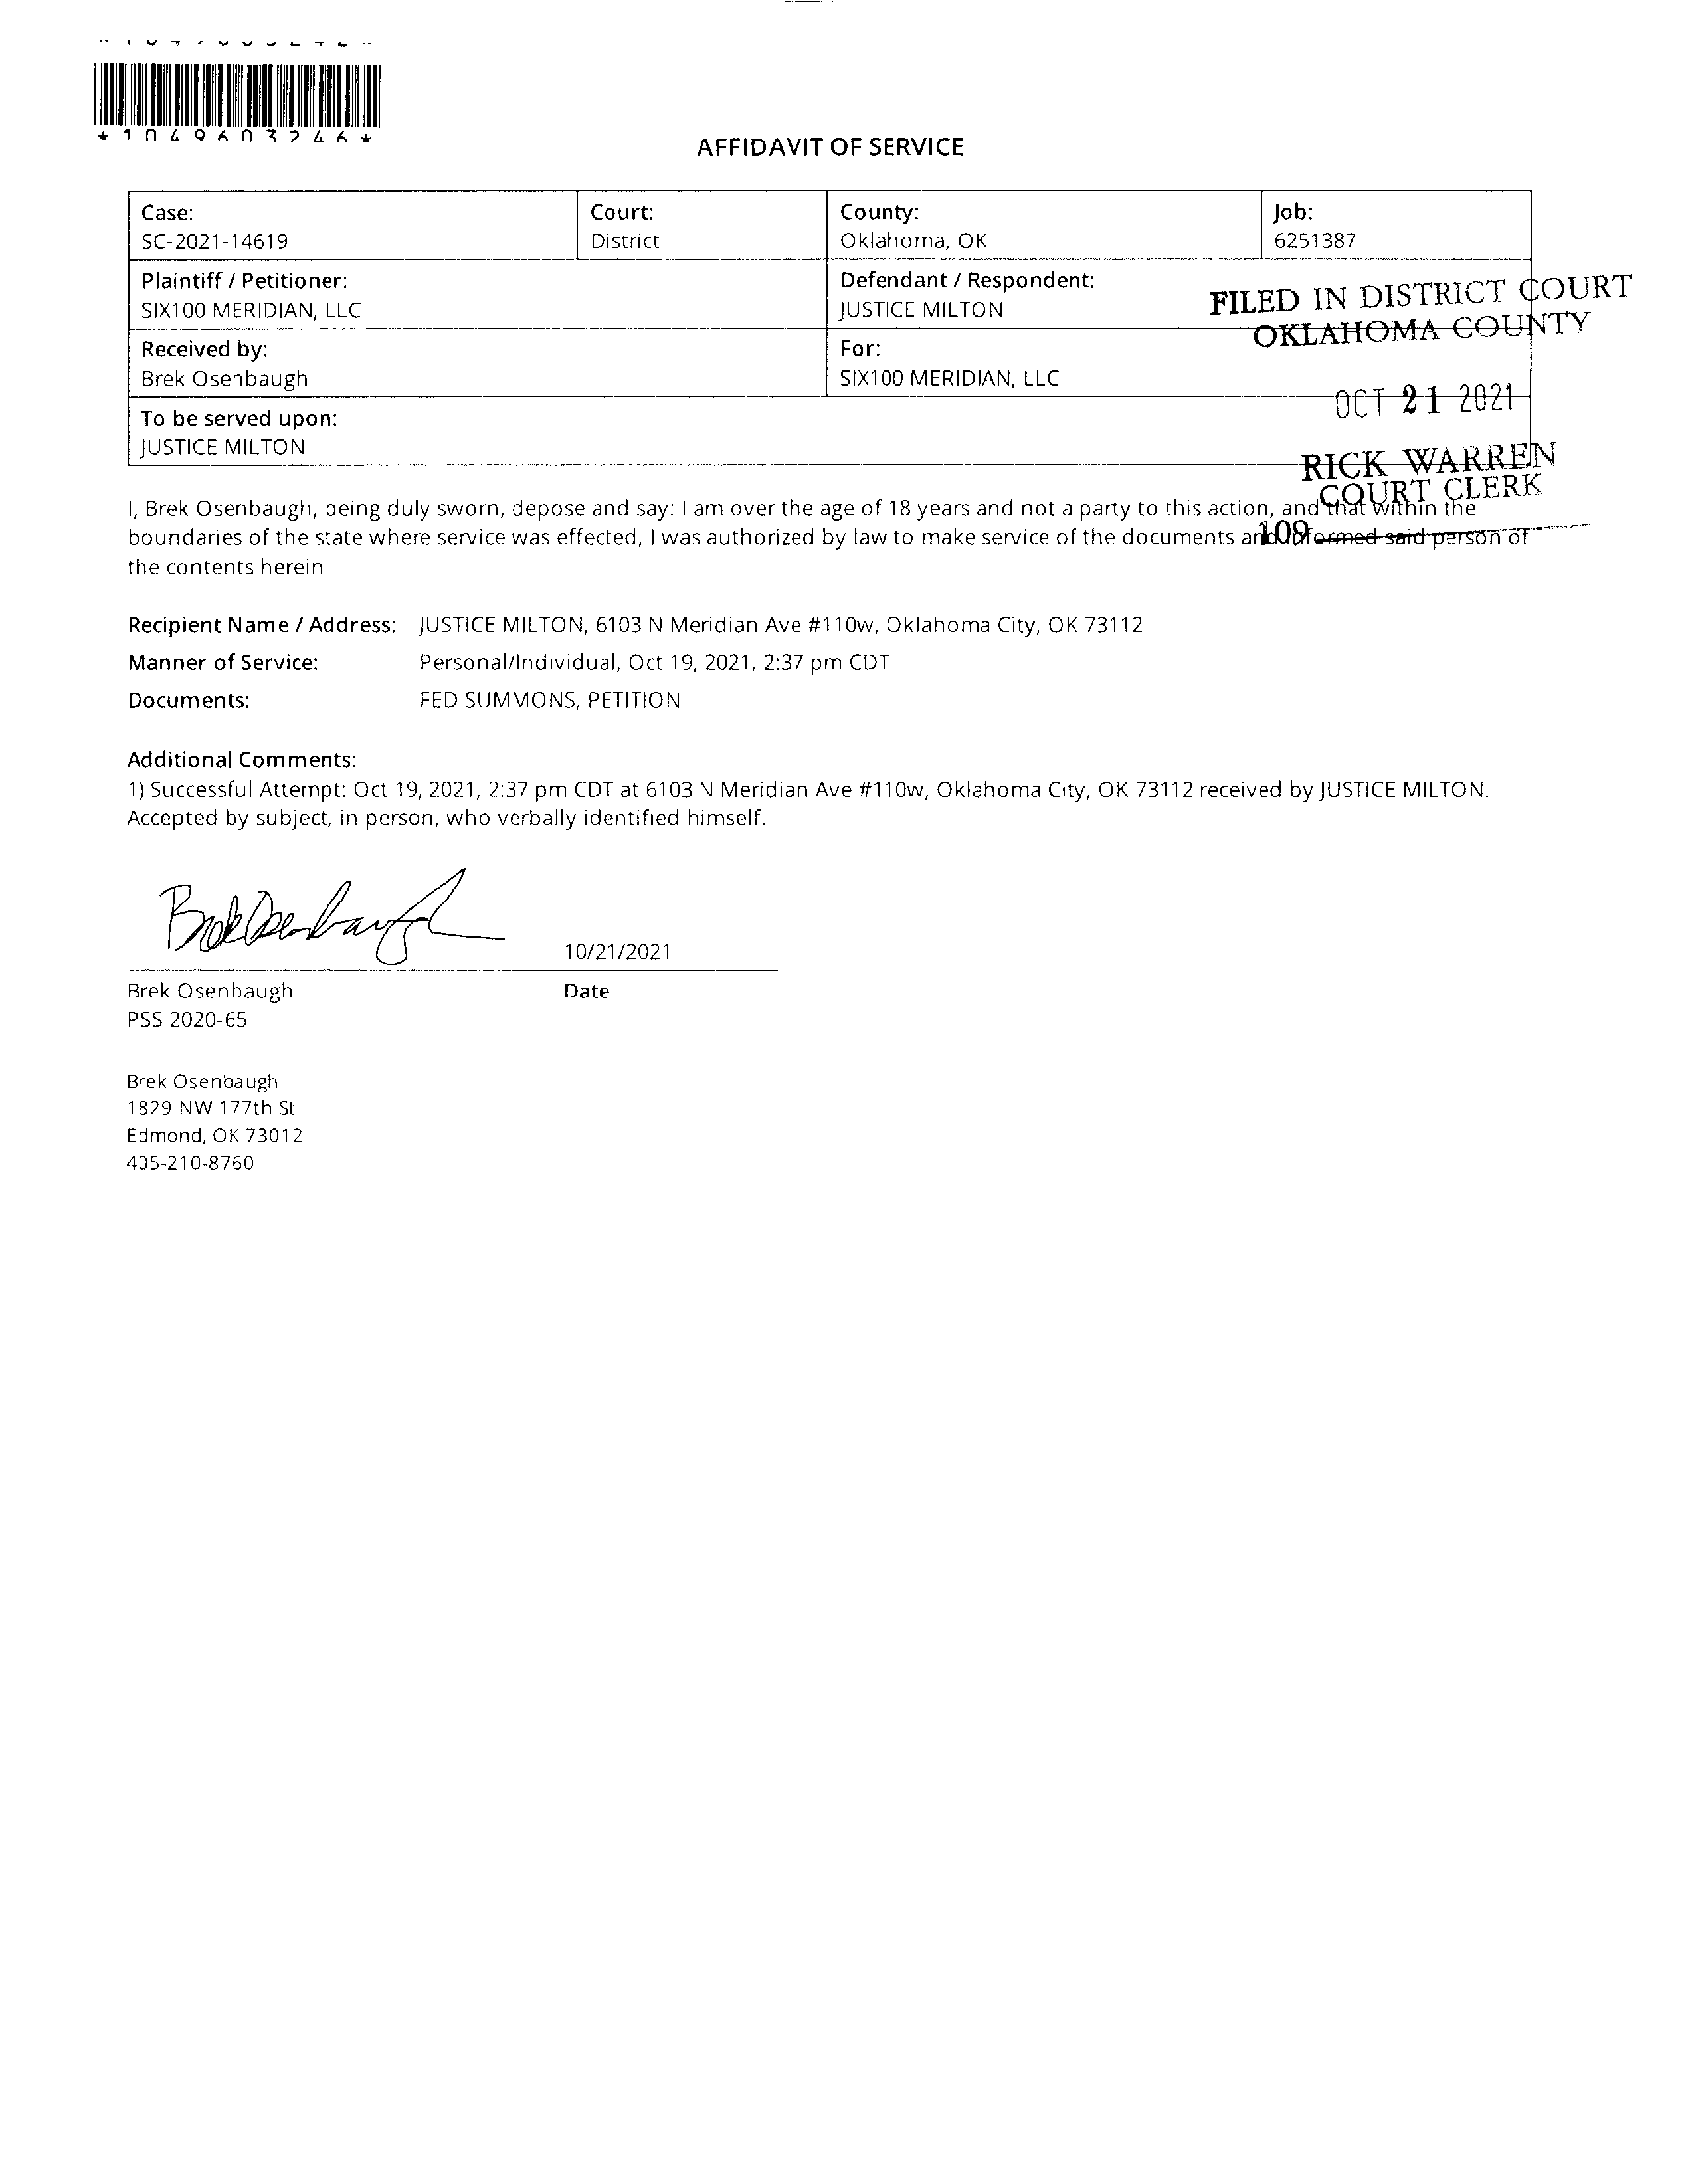 *1049603246*
AFFIDAVIT OF SERVICE
Case:
SC-2021-14619
Court:
District
County:
Oklahoma, OK
Job:
6251387
Plaintiff / Petitioner:
SIX100 MERIDIAN, LLC
Defendant / Respondent:
JUSTICE MILTON
FILED IN DISTRICT COURT
OKLAHOMA COUNTY
Received by:
Brek Osenbaugh
For:
SIX100 MERIDIAN, LLC
OCT 21 2021
To be served upon:
JUSTICE MILTON
RICK WARREN
COURT CLERK
109
I, Brek Osenbaugh, being duly sworn, depose and say: I am over the age of 18 years and not a party to this action, and that within the
boundaries of the state where service was effected, I was authorized by law to make service of the documents and informed said person of
the contents herein
Recipient Name / Address: JUSTICE MILTON, 6103 N Meridian Ave #110w, Oklahoma City, OK 73112
Manner of Service: Personal/Individual, Oct 19, 2021, 2:37 pm CDT
Documents: FED SUMMONS, PETITION
Additional Comments:
1) Successful Attempt: Oct 19, 2021, 2:37 pm CDT at 6103 N Meridian Ave #110w, Oklahoma City, OK 73112 received by JUSTICE MILTON.
Accepted by subject, in person, who verbally identified himself.
Brek Osenbaugh
10/21/2021
Brek Osenbaugh
Date
PSS 2020-65
Brek Osenbaugh
1829 NW 177th St
Edmond, OK 73012
405-210-8760